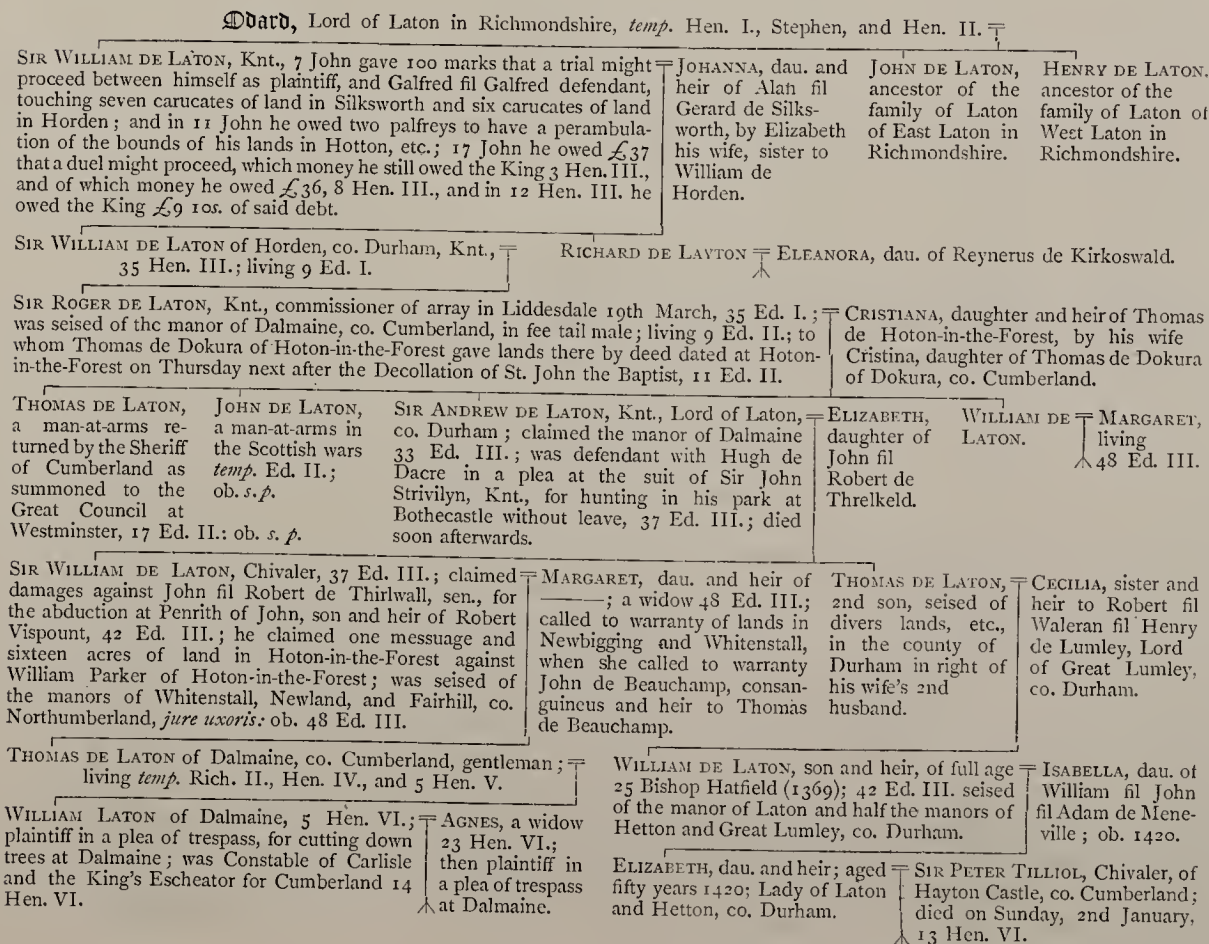 Odard, Lord of Laton in Richmondshire, temp. Hen. I., Stephen, and Hen. II.
SIR WILLIAM DE LATON, Knt., 7 John gave 100 marks that a trial might
proceed between himself as plaintiff, and Galfred fil Galfred defendant,
touching seven carucates of land in Silksworth and six carucates of land
in Horden; and in 11 John he owed two palfreys to have a perambula-
tion of the bounds of his lands in Hotton, etc.; 17 John he owed £37
that a duel might proceed, which money he still owed the King 3 Hen. III.,
and of which money he owed £36, 8 Hen. III., and in 12 Hen. III. he
owed the King £9 10s. of said debt.
JOHANNA, dau. and
heir of Alan fil
Gerard de Silks-
worth, by Elizabeth
his wife, sister to
William de
Horden.
JOHN DE LATON,
ancestor of the
family of Laton
of East Laton in
Richmondshire.
HENRY DE LATON,
ancestor of the
family of Laton of
West Laton in
Richmondshire.
SIR WILLIAM DE LATON of Horden, co. Durham, Knt.,
35 Hen. III.; living 9 Ed. I.
RICHARD DE LAYTON
ELEANORA, dau. of Reynerus de Kirkoswald.
SIR ROGER DE LATON, Knt., commissioner of array in Liddesdale 19th March, 35 Ed. I.;
was seised of the manor of Dalmaine, co. Cumberland, in fee tail male; living 9 Ed. II.; to
whom Thomas de Dokura of Hoton-in-the-Forest gave lands there by deed dated at Hoton-
in-the-Forest on Thursday next after the Decollation of St. John the Baptist, 11 Ed. II.
CRISTIANA, daughter and heir of Thomas
de Hoton-in-the-Forest, by his wife
Cristina, daughter of Thomas de Dokura
of Dokura, co. Cumberland.
THOMAS DE LATON,
a man-at-arms re-
turned by the Sheriff
of Cumberland as
summoned to the
Great Council at
Westminster, 17 Ed. II.: ob. s. p.
JOHN DE LATON,
a man-at-arms in
the Scottish wars
temp. Ed. II.;
ob. s.p.
SIR ANDREW DE LATON, Knt., Lord of Laton,
co. Durham; claimed the manor of Dalmaine
33 Ed. III.; was defendant with Hugh de
Dacre in a plea at the suit of Sir John
Strivilyn, Knt., for hunting in his park at
Bothecastle without leave, 37 Ed. III.; died
soon afterwards.
ELIZABETH,
daughter of
John fil
Robert de
Threlkeld.
WILLIAM DE
LATON.
MARGARET,
living
48 Ed. III.
SIR WILLIAM DE LATON, Chivaler, 37 Ed. III.; claimed
damages against John fil Robert de Thirlwall, sen., for
the abduction at Penrith of John, son and heir of Robert
Vispount, 42 Ed. III.; he claimed one messuage and
sixteen acres of land in Hoton-in-the-Forest against
William Parker of Hoton-in-the-Forest; was seised of
the manors of Whitenstall, Newland, and Fairhill, co.
Northumberland, jure uxoris: ob. 48 Ed. III.
MARGARET, dau. and heir of
———; a widow 48 Ed. III.;
called to warranty of lands in
Newbigging and Whitenstall,
when she called to warranty
John de Beauchamp, consan-
guineus and heir to Thomas
de Beauchamp.
THOMAS DE LATON,
2nd son, seised of
divers lands, etc.,
in the county of
Durham in right of
his wife's 2nd
husband.
CECILIA, sister and
heir to Robert fil
Waleran fil Henry
de Lumley, Lord
of Great Lumley,
co. Durham.
THOMAS DE LATON of Dalmaine, co. Cumberland, gentleman;
living temp. Rich. II., Hen. IV., and 5 Hen. V.
WILLIAM DE LATON, son and heir, of full age
25 Bishop Hatfield (1369); 42 Ed. III. seised
of the manor of Laton and half the manors of
Hetton and Great Lumley, co. Durham.
ISABELLA, dau. of
William fil John
fil Adam de Mene-
ville; ob. 1420.
WILLIAM LATON of Dalmaine, 5 Hen. VI.;
plaintiff in a plea of trespass, for cutting down
trees at Dalmaine; was Constable of Carlisle
and the King's Escheator for Cumberland 14
Hen. VI.
AGNES, a widow
23 Hen. VI.;
then plaintiff in
a plea of trespass
at Dalmaine.
ELIZABETH, dau. and heir; aged
fifty years 1420; Lady of Laton
and Hetton, co. Durham.
SIR PETER TILLIOL, Chivaler, of
Hayton Castle, co. Cumberland;
died on Sunday, 2nd January,
13 Hen. VI.